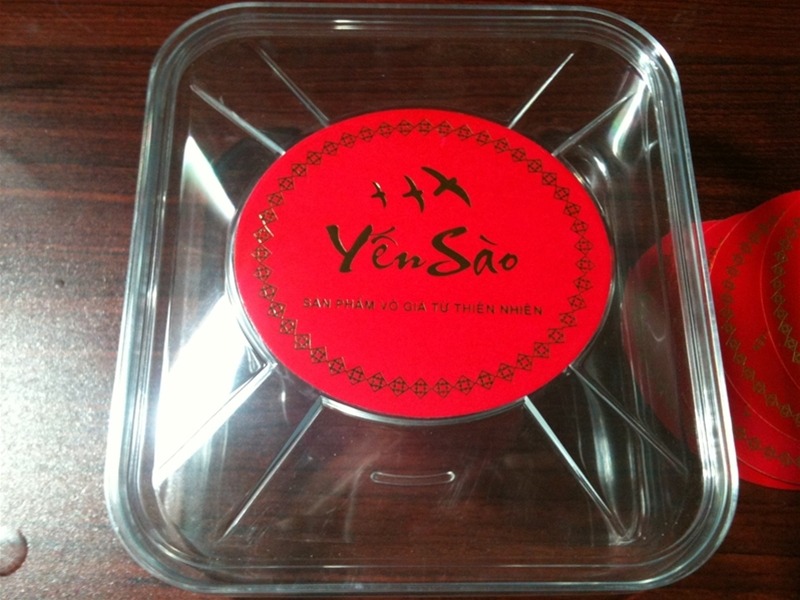 Yến Sào
SẢN PHẨM VÔ GIÁ TỪ THIÊN NHIÊN